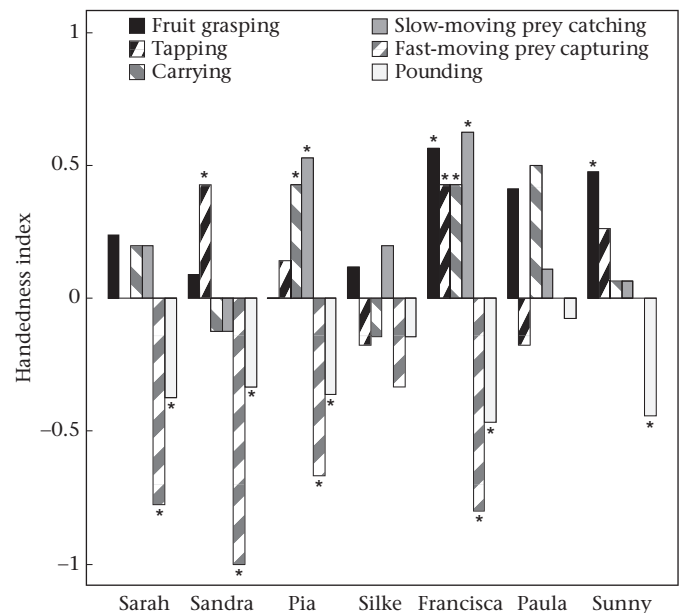 1
Fruit grasping
Tapping
Carrying
Slow-moving prey catching
Fast-moving prey capturing
Pounding
0.5
0
−0.5
−1
Handedness index
* * * * * * * * *
* * * * * * * * *
Sarah Sandra Pia Silke Francisca Paula Sunny